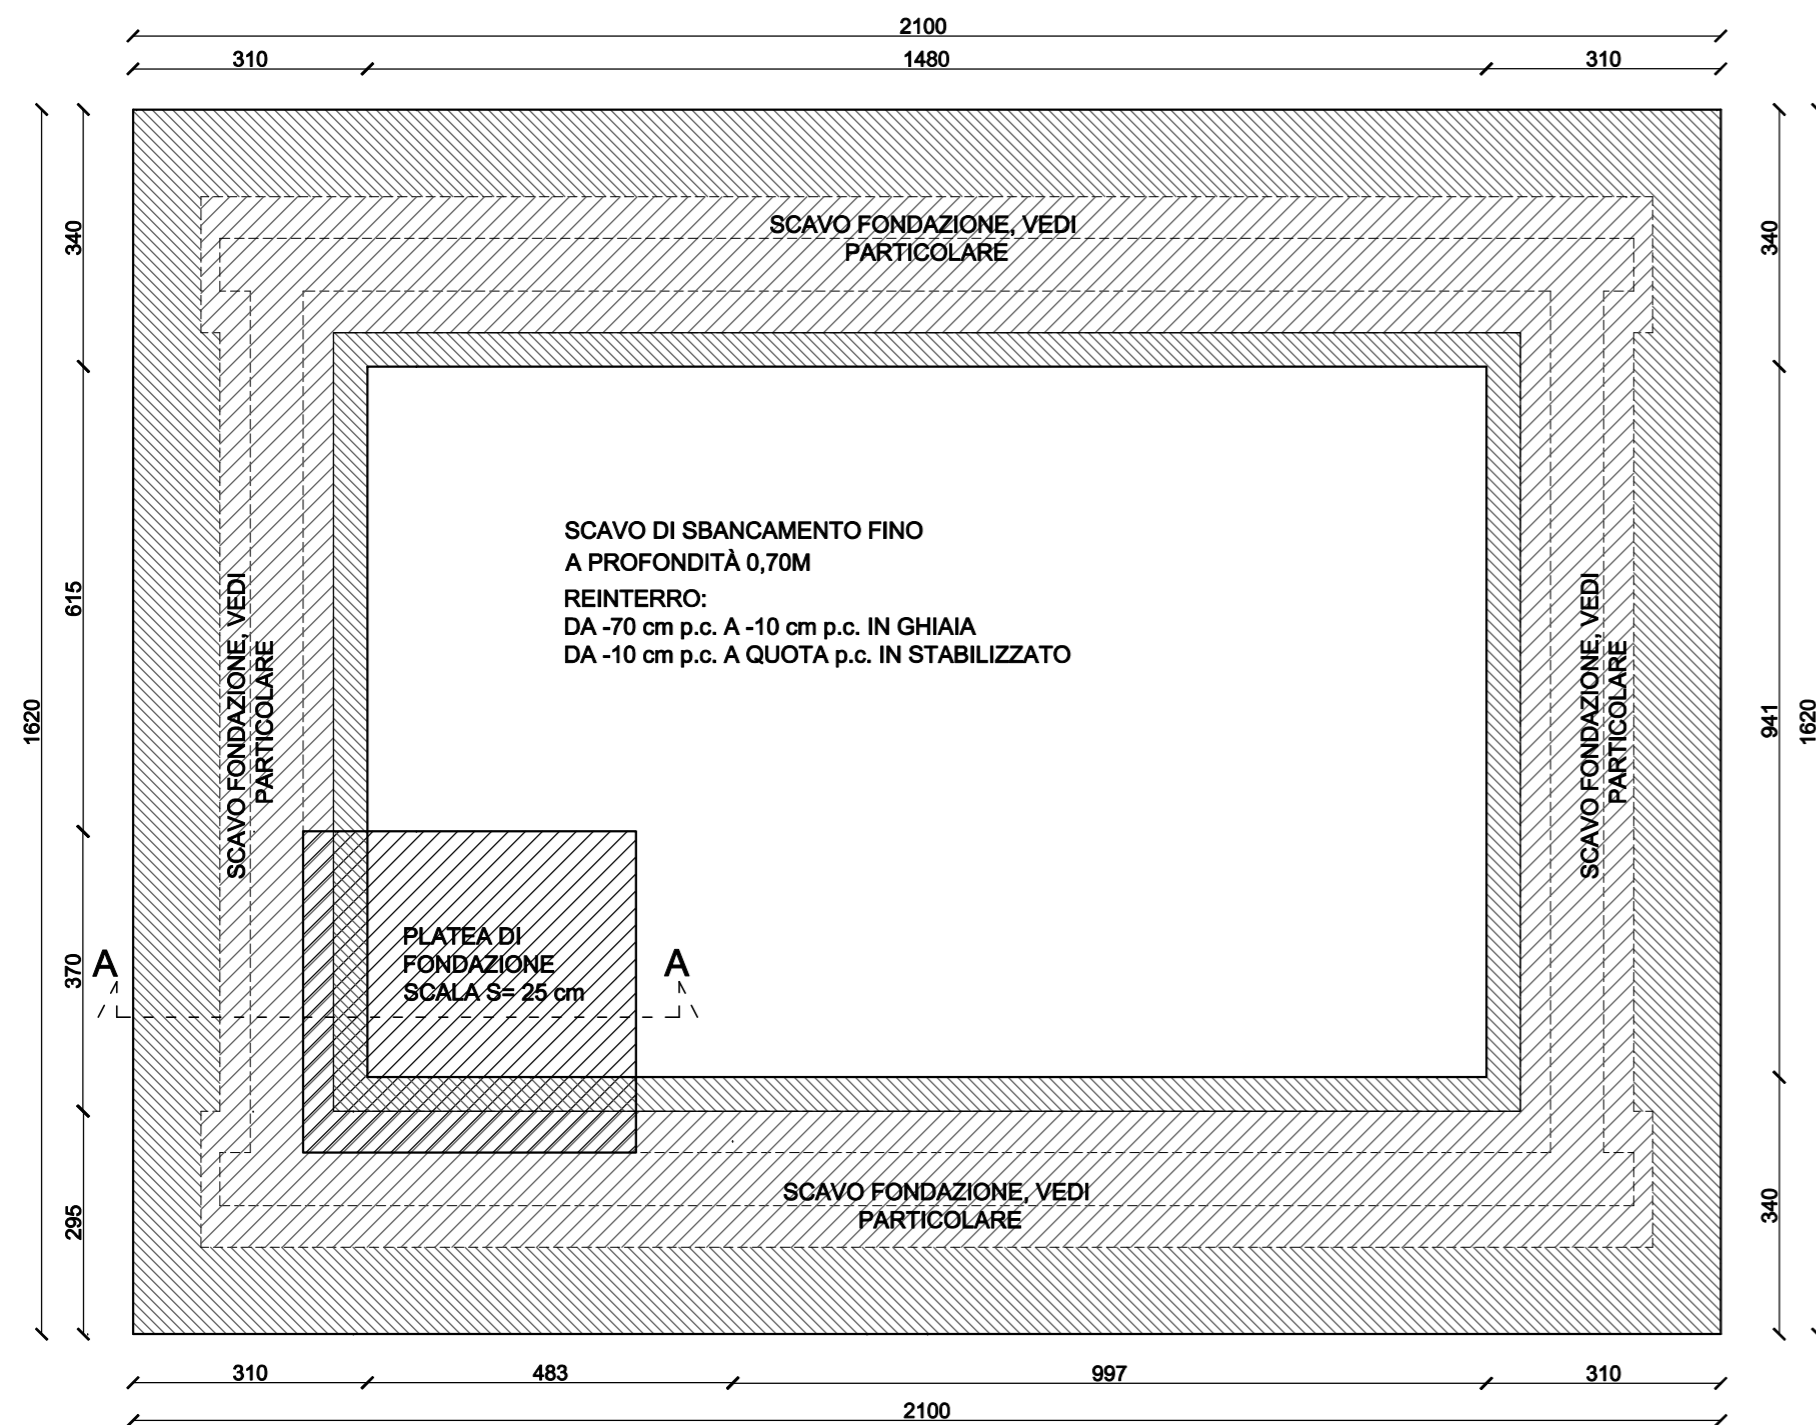 2100
310
1480
310
340
340
SCAVO FONDAZIONE, VEDI
PARTICOLARE
SCAVO DI SBANCAMENTO FINO
A PROFONDITÀ 0,70M
REINTERRO:
DA -70 cm p.c. A -10 cm p.c. IN GHIAIA
DA -10 cm p.c. A QUOTA p.c. IN STABILIZZATO
615
1620
SCAVO FONDAZIONE, VEDI
PARTICOLARE
SCAVO FONDAZIONE, VEDI
PARTICOLARE
941
1620
PLATEA DI
FONDAZIONE
SCALA S= 25 cm
370
A
A
295
340
SCAVO FONDAZIONE, VEDI
PARTICOLARE
310
483
997
310
2100